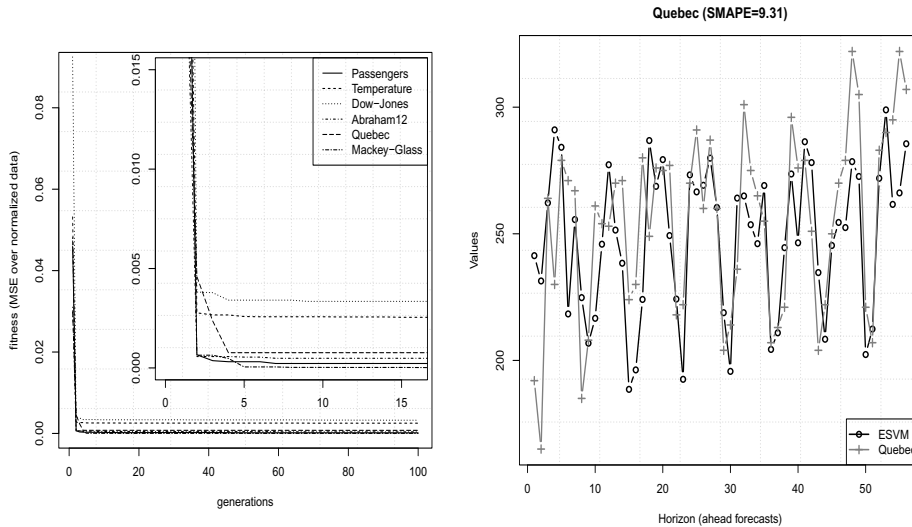 Quebec (SMAPE=9.31)
fitness (MSE over normalized data)
0.00 0.02 0.04 0.06 0.08
0.000 0.005 0.010 0.015
Passengers
Temperature
Dow−Jones
Abraham12
Quebec
Mackey−Glass
0 5 10 15
0 20 40 60 80 100
generations
Values
200 250 300
ESVM
Quebec
0 10 20 30 40 50
Horizon (ahead forecasts)